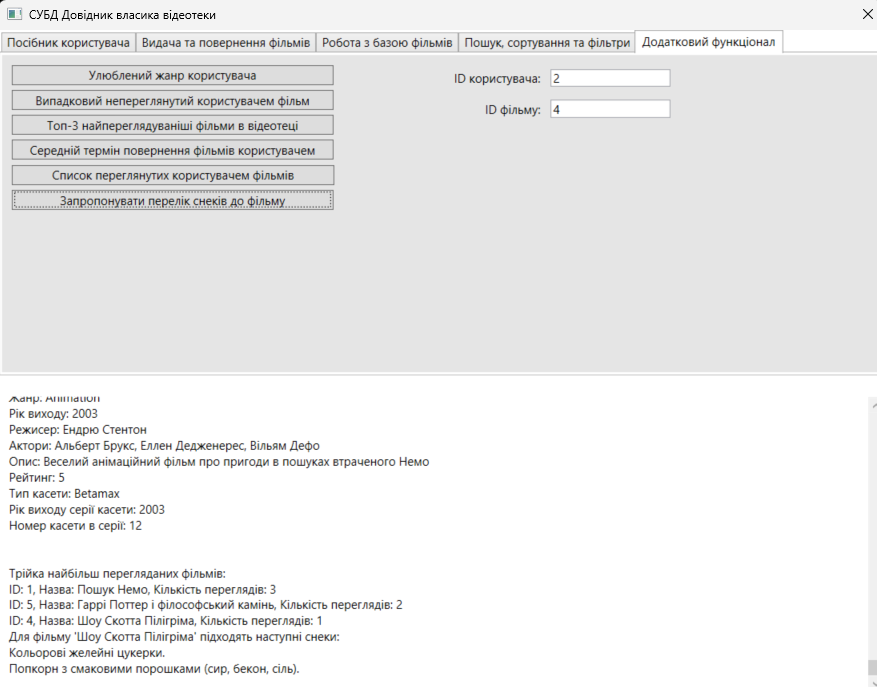 СУБД Довідник власика відеотеки
Посібник користувача
Видача та повернення фільмів
Робота з базою фільмів
Пошук, сортування та фільтри
Додатковий функціонал
Улюблений жанр користувача
Випадковий непереглянутий користувачем фільм
Топ-3 найпереглядуваніші фільми в відеотеці
Середній термін повернення фільмів користувачем
Список переглянутих користувачем фільмів
Запропонувати перелік снеків до фільму
ID користувача: 2
ID фільму: 4
Жанр: Animation
Рік виходу: 2003
Режисер: Ендрю Стентон
Актори: Альберт Брукс, Еллен Дедженерес, Вільям Дефо
Опис: Веселий анімаційний фільм про пригоди в пошуках втраченого Немо
Рейтинг: 5
Тип касети: Betamax
Рік виходу серії касети: 2003
Номер касети в серії: 12
Трійка найбільш перегляданих фільмів:
ID: 1, Назва: Пошук Немо, Кількість переглядів: 3
ID: 5, Назва: Гаррі Поттер і філософський камінь, Кількість переглядів: 2
ID: 4, Назва: Шоу Скотта Пілігріма, Кількість переглядів: 1
Для фільму 'Шоу Скотта Пілігріма' підходять наступні снеки:
Кольорові желейні цукерки.
Попкорн з смаковими порошками (сир, бекон, сіль).